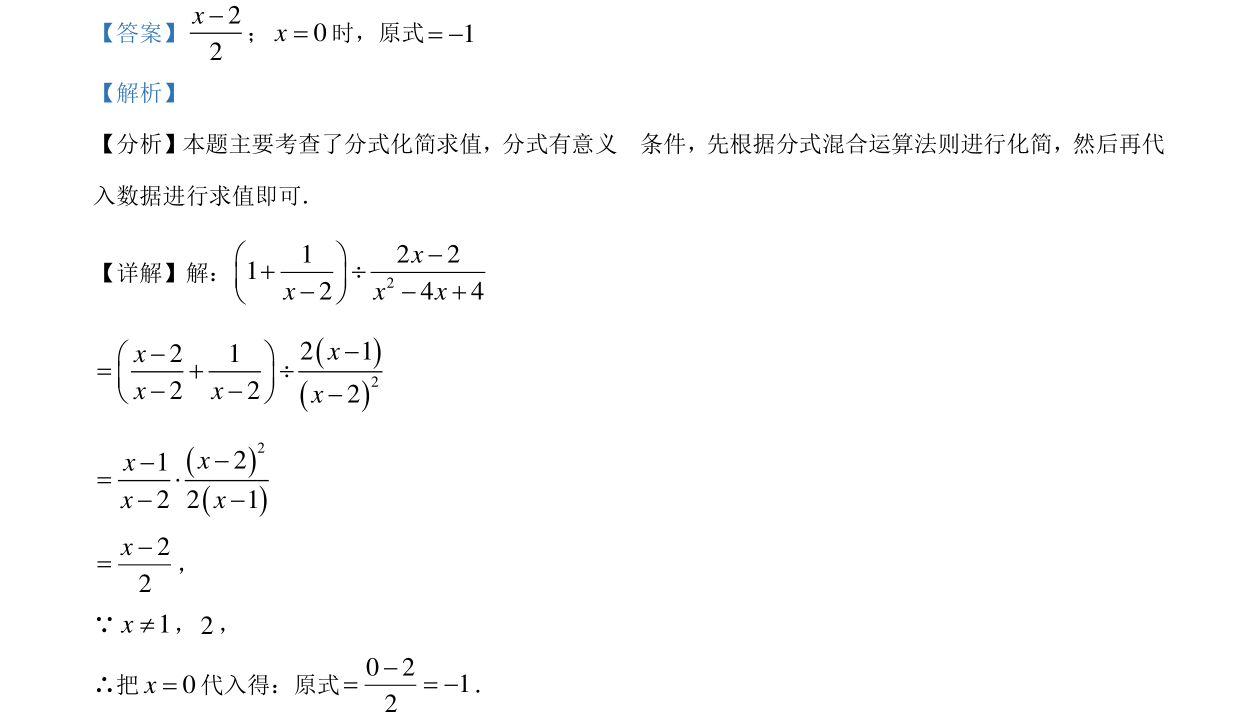 【答案】$\frac{x-2}{2}$；$x=0$时，原式$=-1$
【解析】
【分析】本题主要考查了分式化简求值，分式有意义 条件，先根据分式混合运算法则进行化简，然后再代
入数据进行求值即可．
【详解】解：$\left(1+\frac{1}{x-2}\right)\div\frac{2x-2}{x^2-4x+4}$
$=\left(\frac{x-2}{x-2}+\frac{1}{x-2}\right)\div\frac{2(x-1)}{(x-2)^2}$
$=\frac{x-1}{x-2}\cdot\frac{(x-2)^2}{2(x-1)}$
$=\frac{x-2}{2}$，
∵$x\neq1$，$2$，
∴把$x=0$代入得：原式$=\frac{0-2}{2}=-1$．